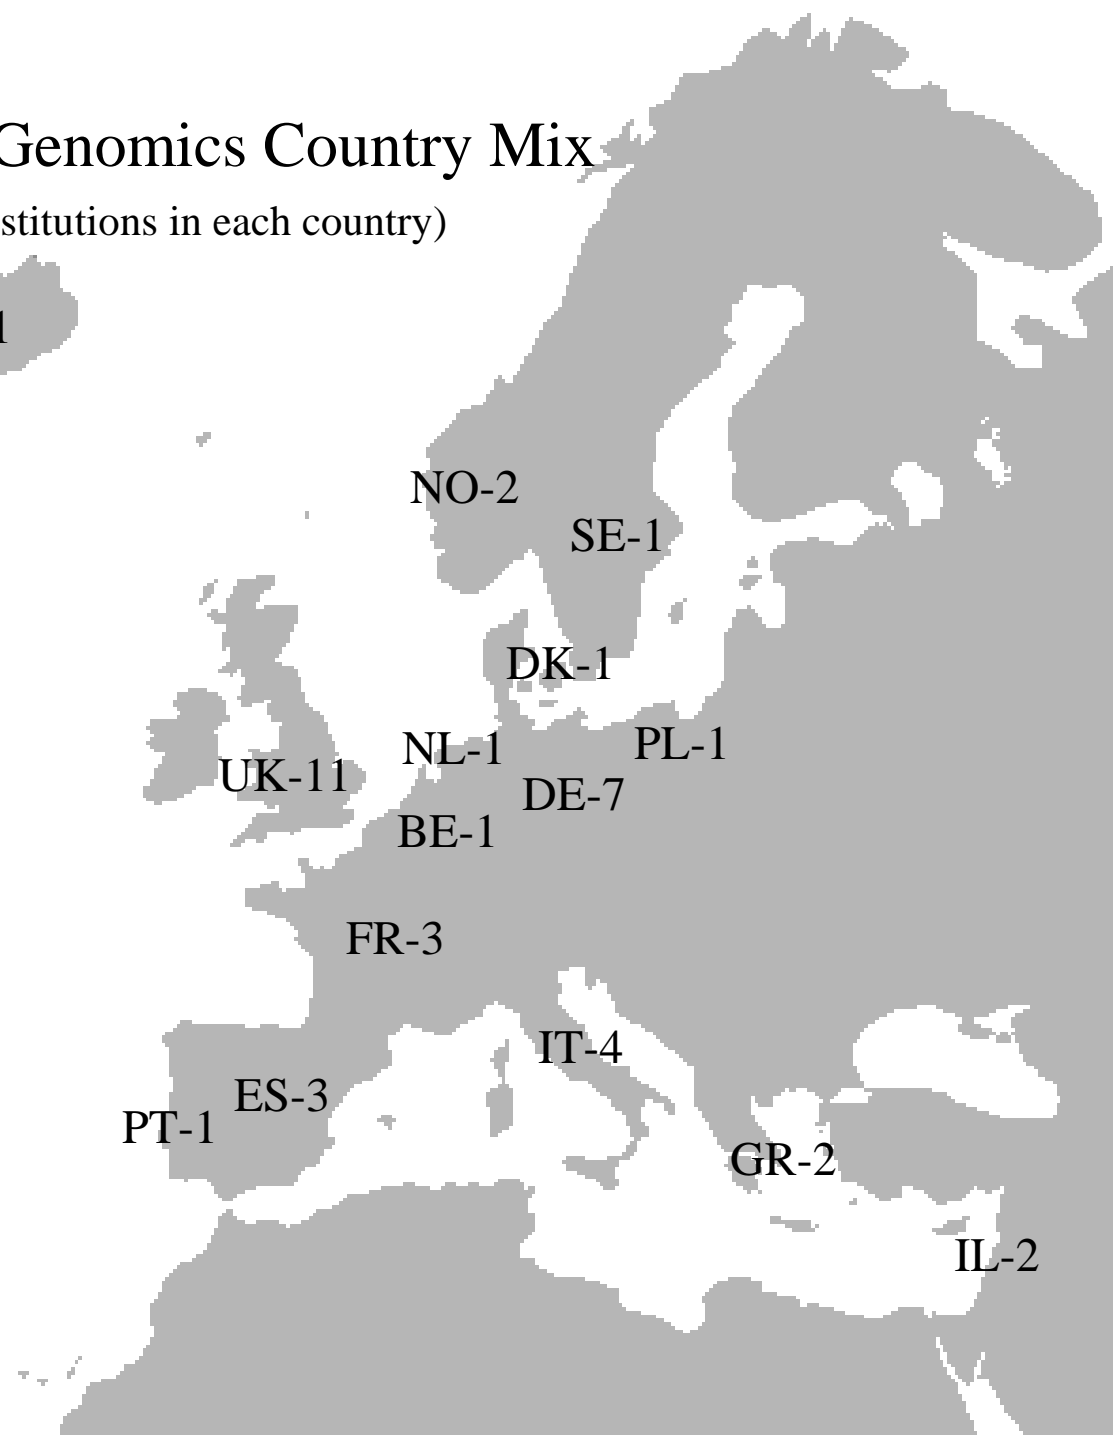 Genomics Country Mix
stitutions in each country)
1
NO-2
SE-1
DK-1
NL-1
PL-1
UK-11
DE-7
BE-1
FR-3
IT-4
ES-3
PT-1
GR-2
IL-2